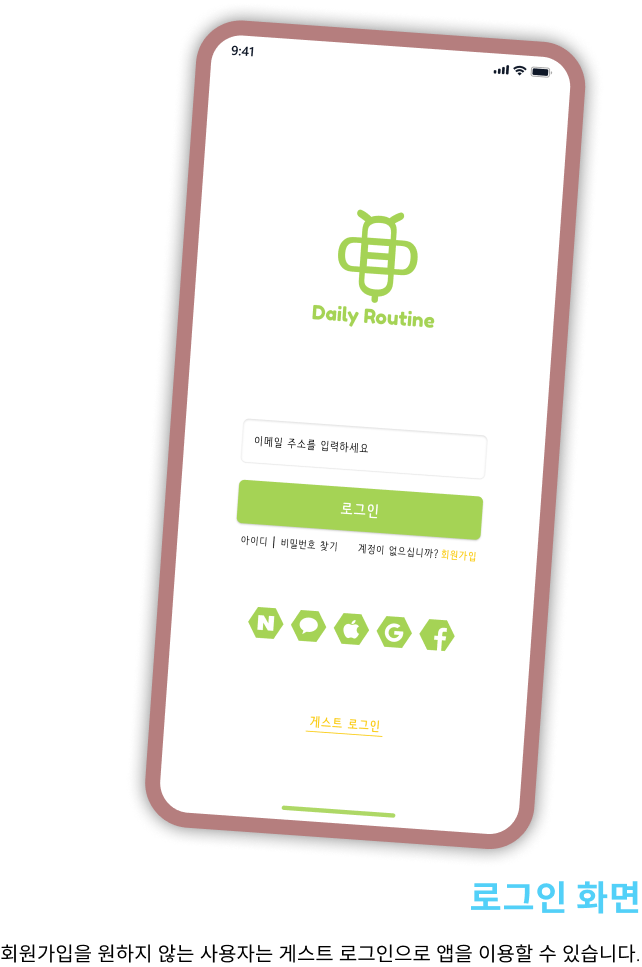 9:41
Daily Routine
이메일 주소를 입력하세요
로그인
아이디 | 비밀번호 찾기 계정이 없으십니까? 회원가입
N G f
게스트 로그인
로그인 화면
회원가입을 원하지 않는 사용자는 게스트 로그인으로 앱을 이용할 수 있습니다.